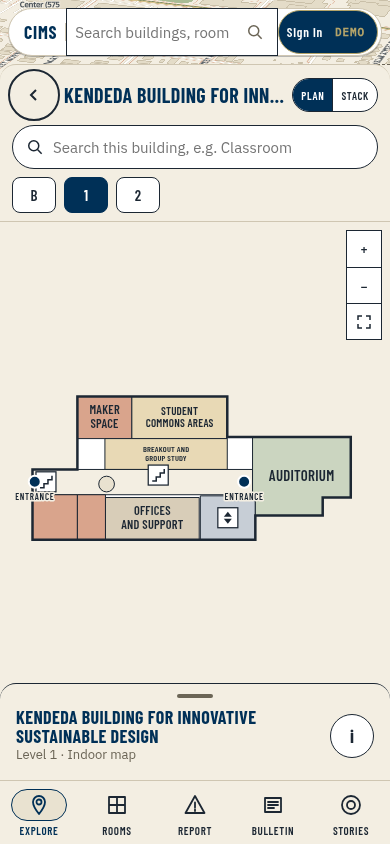 Center (575
CIMS
Search buildings, room
Sign In DEMO
KENDEDA BUILDING FOR INN...
PLAN STACK
Search this building, e.g. Classroom
B 1 2
+
−
MAKER
SPACE
STUDENT
COMMONS AREAS
BREAKOUT AND
GROUP STUDY
AUDITORIUM
ENTRANCE
ENTRANCE
OFFICES
AND SUPPORT
KENDEDA BUILDING FOR INNOVATIVE
SUSTAINABLE DESIGN
Level 1 · Indoor map
i
EXPLORE ROOMS REPORT BULLETIN STORIES